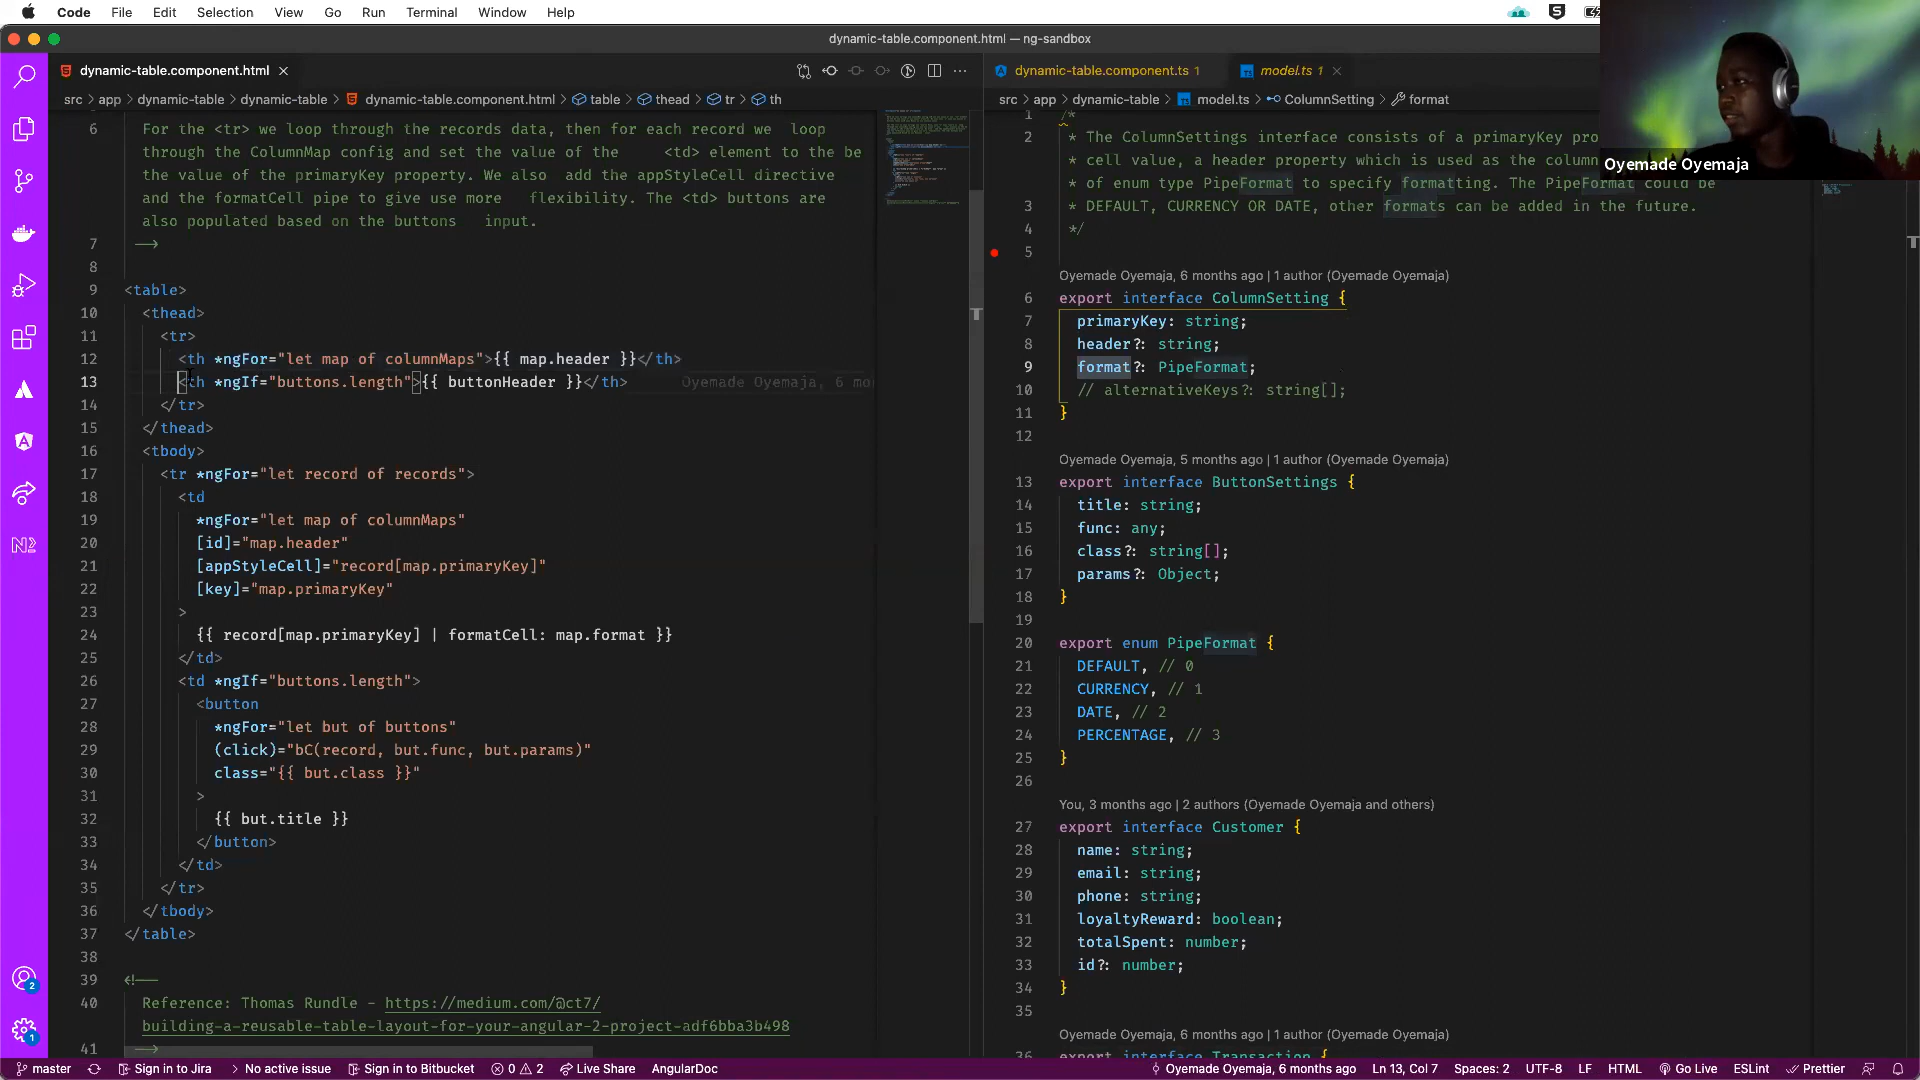 Code File Edit Selection View Go Run Terminal Window Help
dynamic-table.component.html — ng-sandbox
dynamic-table.component.html
src > app > dynamic-table > dynamic-table > dynamic-table.component.html > table > thead > tr > th
6 For the <tr> we loop through the records data, then for each record we loop
through the ColumnMap config and set the value of the <td> element to the be
the value of the primaryKey property. We also add the appStyleCell directive
and the formatCell pipe to give use more flexibility. The <td> buttons are
also populated based on the buttons input.
7 -->
8
9 <table>
10 <thead>
11 <tr>
12 <th *ngFor="let map of columnMaps">{{ map.header }}</th>
13 <th *ngIf="buttons.length">{{ buttonHeader }}</th> Oyemade Oyemaja, 6 mo
14 </tr>
15 </thead>
16 <tbody>
17 <tr *ngFor="let record of records">
18 <td
19 *ngFor="let map of columnMaps"
20 [id]="map.header"
21 [appStyleCell]="record[map.primaryKey]"
22 [key]="map.primaryKey"
23 >
24 {{ record[map.primaryKey] | formatCell: map.format }}
25 </td>
26 <td *ngIf="buttons.length">
27 <button
28 *ngFor="let but of buttons"
29 (click)="bC(record, but.func, but.params)"
30 class="{{ but.class }}"
31 >
32 {{ but.title }}
33 </button>
34 </td>
35 </tr>
36 </tbody>
37 </table>
38
39 <!--
40 Reference: Thomas Rundle - https://medium.com/@ct7/
building-a-reusable-table-layout-for-your-angular-2-project-adf6bba3b498
41 -->
dynamic-table.component.ts 1 model.ts 1
src > app > dynamic-table > model.ts > ColumnSetting > format
1 /*
2 * The ColumnSettings interface consists of a primaryKey pro
* cell value, a header property which is used as the column
* of enum type PipeFormat to specify formatting. The PipeFormat could be
3 * DEFAULT, CURRENCY OR DATE, other formats can be added in the future.
4 */
5
Oyemade Oyemaja, 6 months ago | 1 author (Oyemade Oyemaja)
6 export interface ColumnSetting {
7 primaryKey: string;
8 header?: string;
9 format?: PipeFormat;
10 // alternativeKeys?: string[];
11 }
12
Oyemade Oyemaja, 5 months ago | 1 author (Oyemade Oyemaja)
13 export interface ButtonSettings {
14 title: string;
15 func: any;
16 class?: string[];
17 params?: Object;
18 }
19
20 export enum PipeFormat {
21 DEFAULT, // 0
22 CURRENCY, // 1
23 DATE, // 2
24 PERCENTAGE, // 3
25 }
26
You, 3 months ago | 2 authors (Oyemade Oyemaja and others)
27 export interface Customer {
28 name: string;
29 email: string;
30 phone: string;
31 loyaltyReward: boolean;
32 totalSpent: number;
33 id?: number;
34 }
35
Oyemade Oyemaja, 6 months ago | 1 author (Oyemade Oyemaja)
36 export interface Transaction {
Oyemade Oyemaja
2
1
master Sign in to Jira No active issue Sign in to Bitbucket 0 2 Live Share AngularDoc Oyemade Oyemaja, 6 months ago Ln 13, Col 7 Spaces: 2 UTF-8 LF HTML Go Live ESLint Prettier